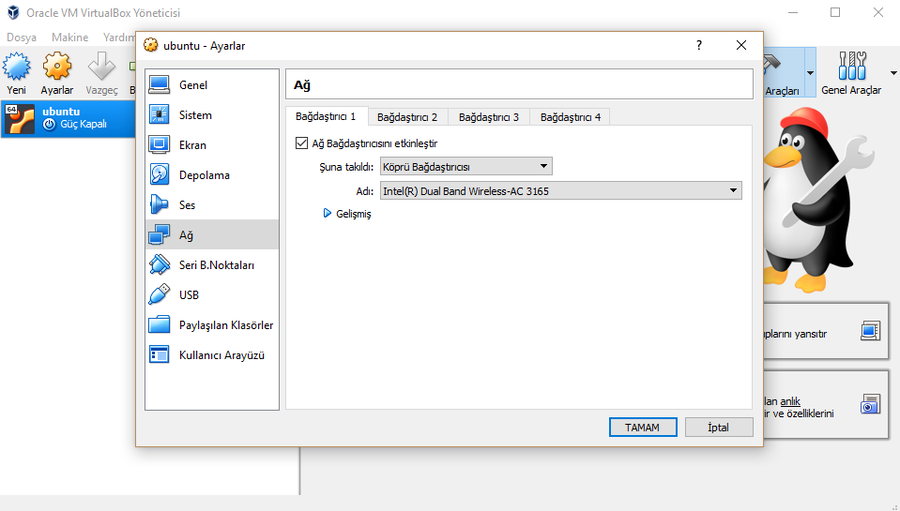 Oracle VM VirtualBox Yöneticisi
Dosya Makine Yardım
Yeni Ayarlar Vazgeç
Araçları Genel Araçlar
64 ubuntu
Güç Kapalı
ubuntu - Ayarlar
?
Genel
Sistem
Ekran
Depolama
Ses
Ağ
Seri B.Noktaları
USB
Paylaşılan Klasörler
Kullanıcı Arayüzü
Ağ
Bağdaştırıcı 1 Bağdaştırıcı 2 Bağdaştırıcı 3 Bağdaştırıcı 4
Ağ Bağdaştırıcısını etkinleştir
Şuna takıldı: Köprü Bağdaştırıcısı
Adı: Intel(R) Dual Band Wireless-AC 3165
Gelişmiş
TAMAM İptal
yansıtır
anlık
ve özelliklerini